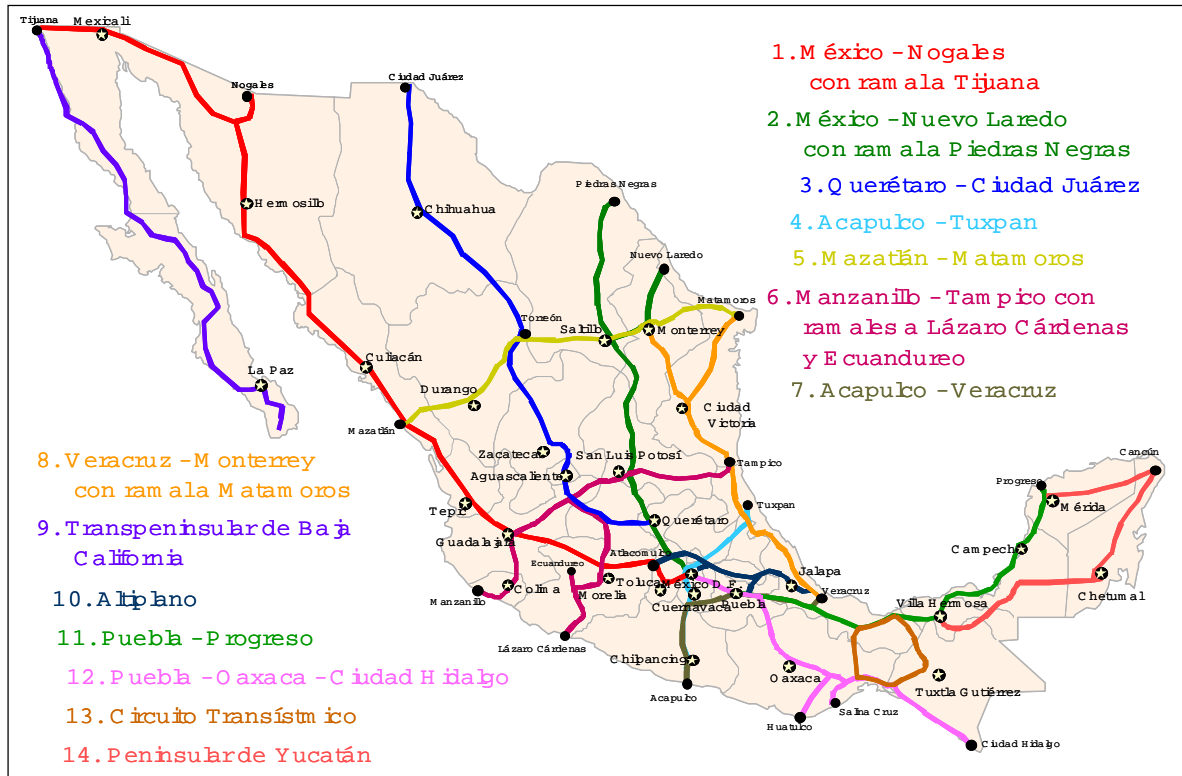 Tijuana
Mexicali
Nogales
Ciudad Juárez
Hermosillo
Chihuahua
Piedras Negras
Nuevo Laredo
Matamoros
Torreón
Saltillo
Monterrey
Culiacán
La Paz
Durango
Ciudad
Victoria
Mazatlán
Zacatecas
San Luis Potosí
Tampico
Aguascalientes
Tepic
Guadalajara
Querétaro
Tuxpan
Atlacomulco
Ecuandureo
Toluca
México D.F.
Jalapa
Manzanillo
Colima
Morelia
Cuernavaca
Puebla
Veracruz
Lázaro Cárdenas
Chilpancingo
Acapulco
Oaxaca
Huatulco
Salina Cruz
Tuxtla Gutiérrez
Ciudad Hidalgo
Villa Hermosa
Campeche
Progreso
Mérida
Cancún
Chetumal
1.México - Nogales
con ramal a Tijuana
2.México - Nuevo Laredo
con ramal a Piedras Negras
3.Querétaro - Ciudad Juárez
4.Acapulco - Tuxpan
5.Mazatlán - Matamoros
6.Manzanillo - Tampico con
ramales a Lázaro Cárdenas
y Ecuandureo
7.Acapulco - Veracruz
8.Veracruz - Monterrey
con ramal a Matamoros
9.Transpeninsular de Baja
California
10.Altiplano
11.Puebla - Progreso
12.Puebla - Oaxaca - Ciudad Hidalgo
13.Circuito Transístmico
14.Peninsular de Yucatán